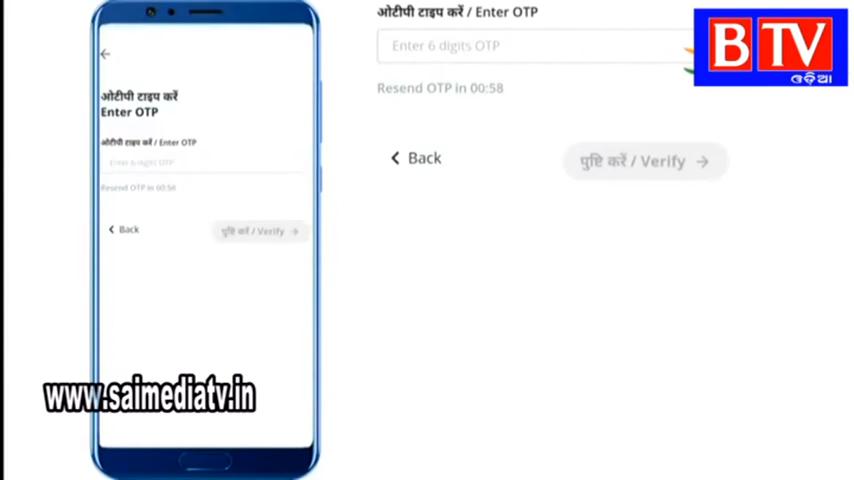 ओटीपी टाइप करें / Enter OTP
Enter 6 digits OTP
Resend OTP in 00:58
Back
पुष्टि करें / Verify
BTV
ଓଡ଼ିଆ
ओटीपी टाइप करें
Enter OTP
ओटीपी टाइप करें / Enter OTP
Enter 6 digits OTP
Resend OTP in 00:58
Back
पुष्टि करें / Verify
www.saimediatv.in